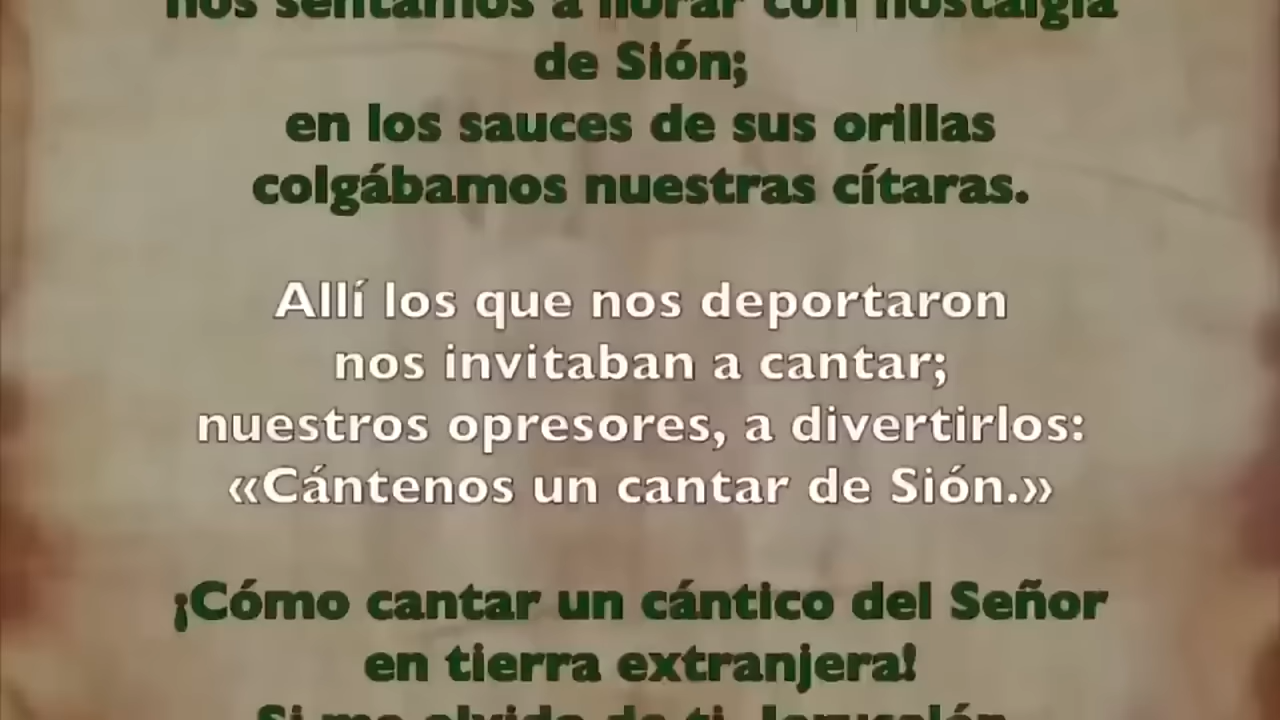 nos sentamos a llorar con nostalgia
de Sión;
en los sauces de sus orillas
colgábamos nuestras cítaras.
Allí los que nos deportaron
nos invitaban a cantar;
nuestros opresores, a divertirlos:
«Cántenos un cantar de Sión.»
¡Cómo cantar un cántico del Señor
en tierra extranjera!
Si me olvido de ti, Jerusalén,